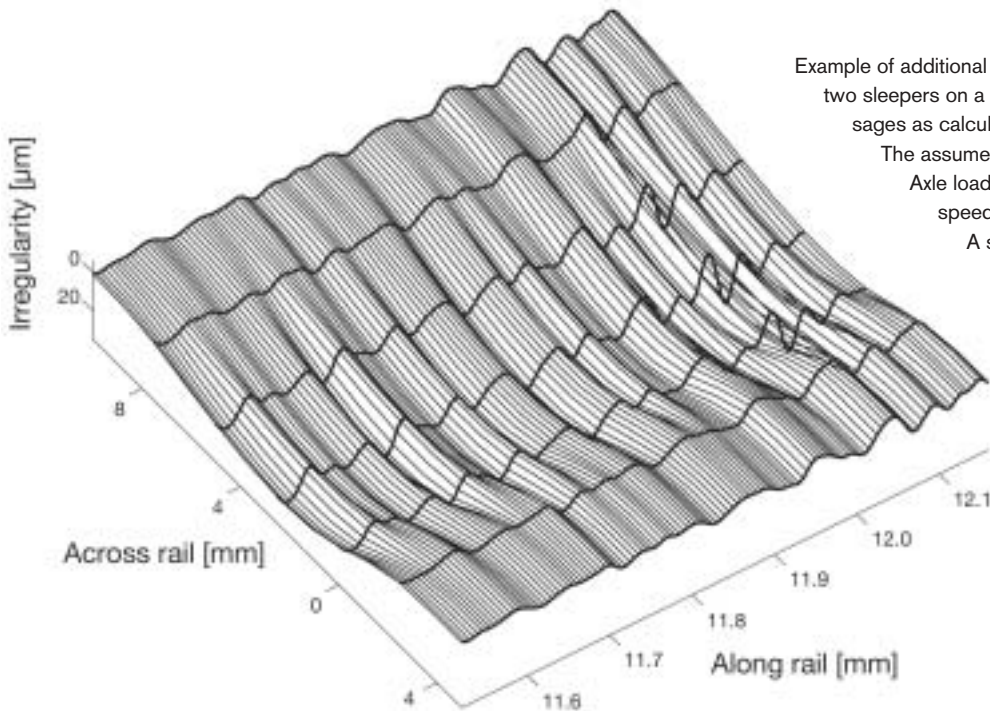 Example of additional
two sleepers on a
sages as calcul
The assume
Axle load
speed
A s
Irregularity [µm]
0
20
8
4
0
4
Across rail [mm]
12.1
12.0
11.9
11.8
11.7
11.6
Along rail [mm]